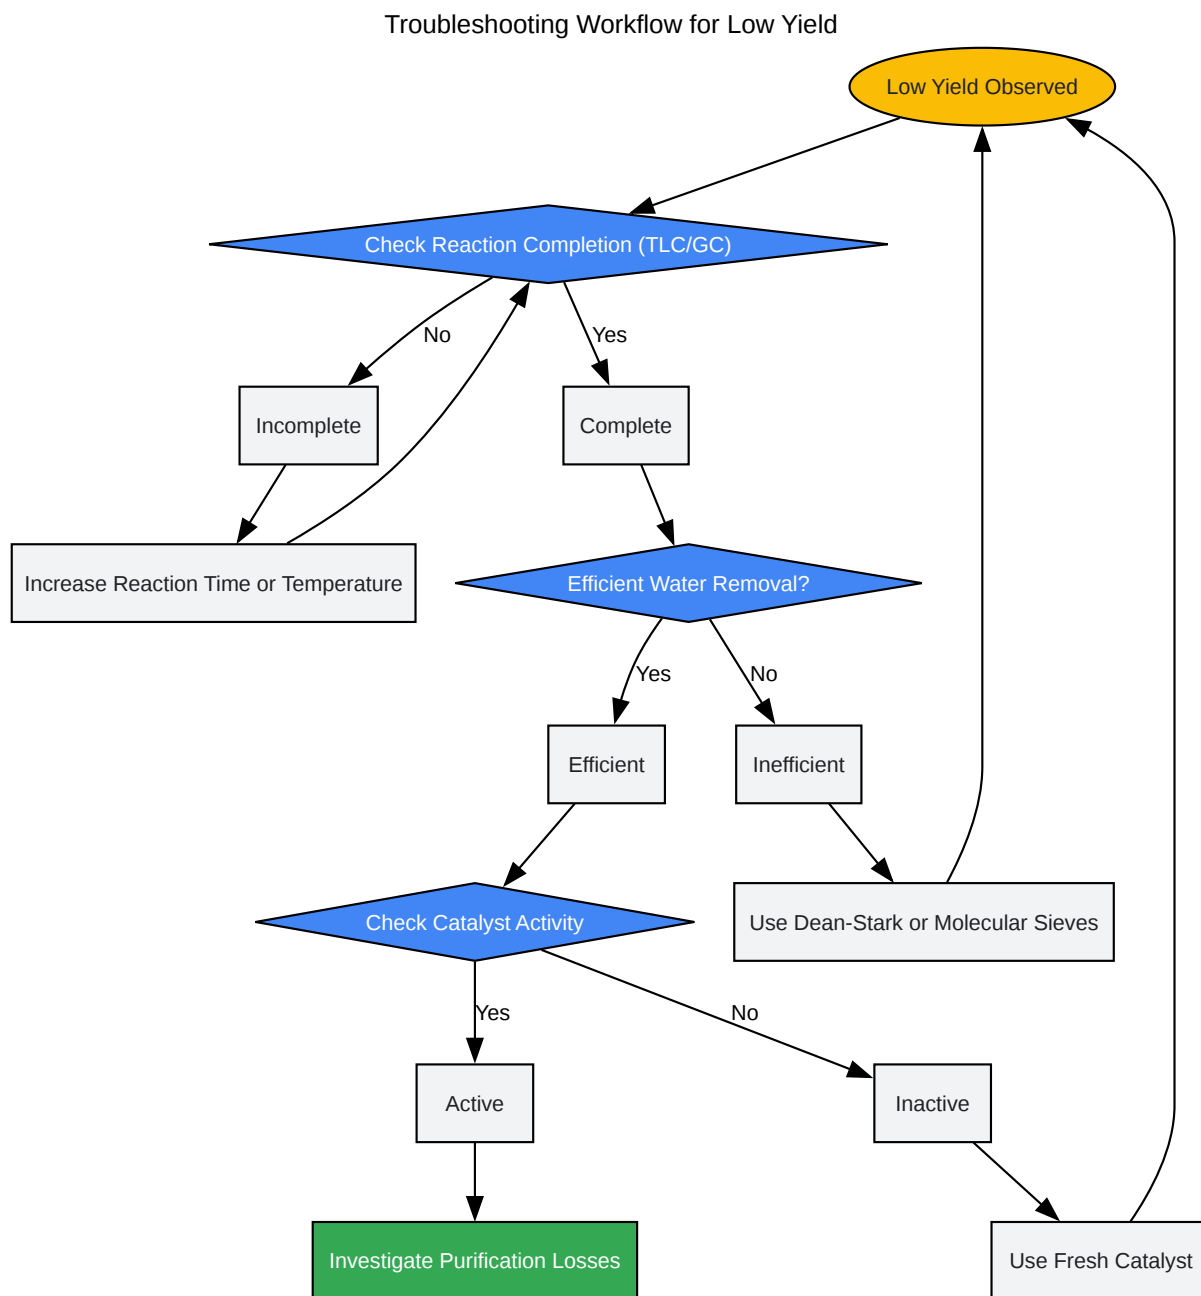 Troubleshooting Workflow for Low Yield
Low Yield Observed
Check Reaction Completion (TLC/GC)
No
Yes
Incomplete
Complete
Increase Reaction Time or Temperature
Efficient Water Removal?
Yes
No
Efficient
Inefficient
Check Catalyst Activity
Use Dean-Stark or Molecular Sieves
Yes
No
Active
Inactive
Investigate Purification Losses
Use Fresh Catalyst